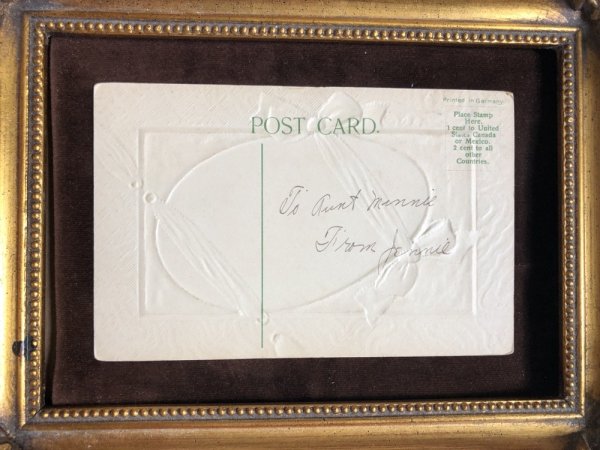 Printed in Germany
POST CARD.
Place Stamp
Here.
1 cent to United
States Canada
or Mexico.
2 cent to all
other
Countries.
To Aunt Minnie
From Jennie